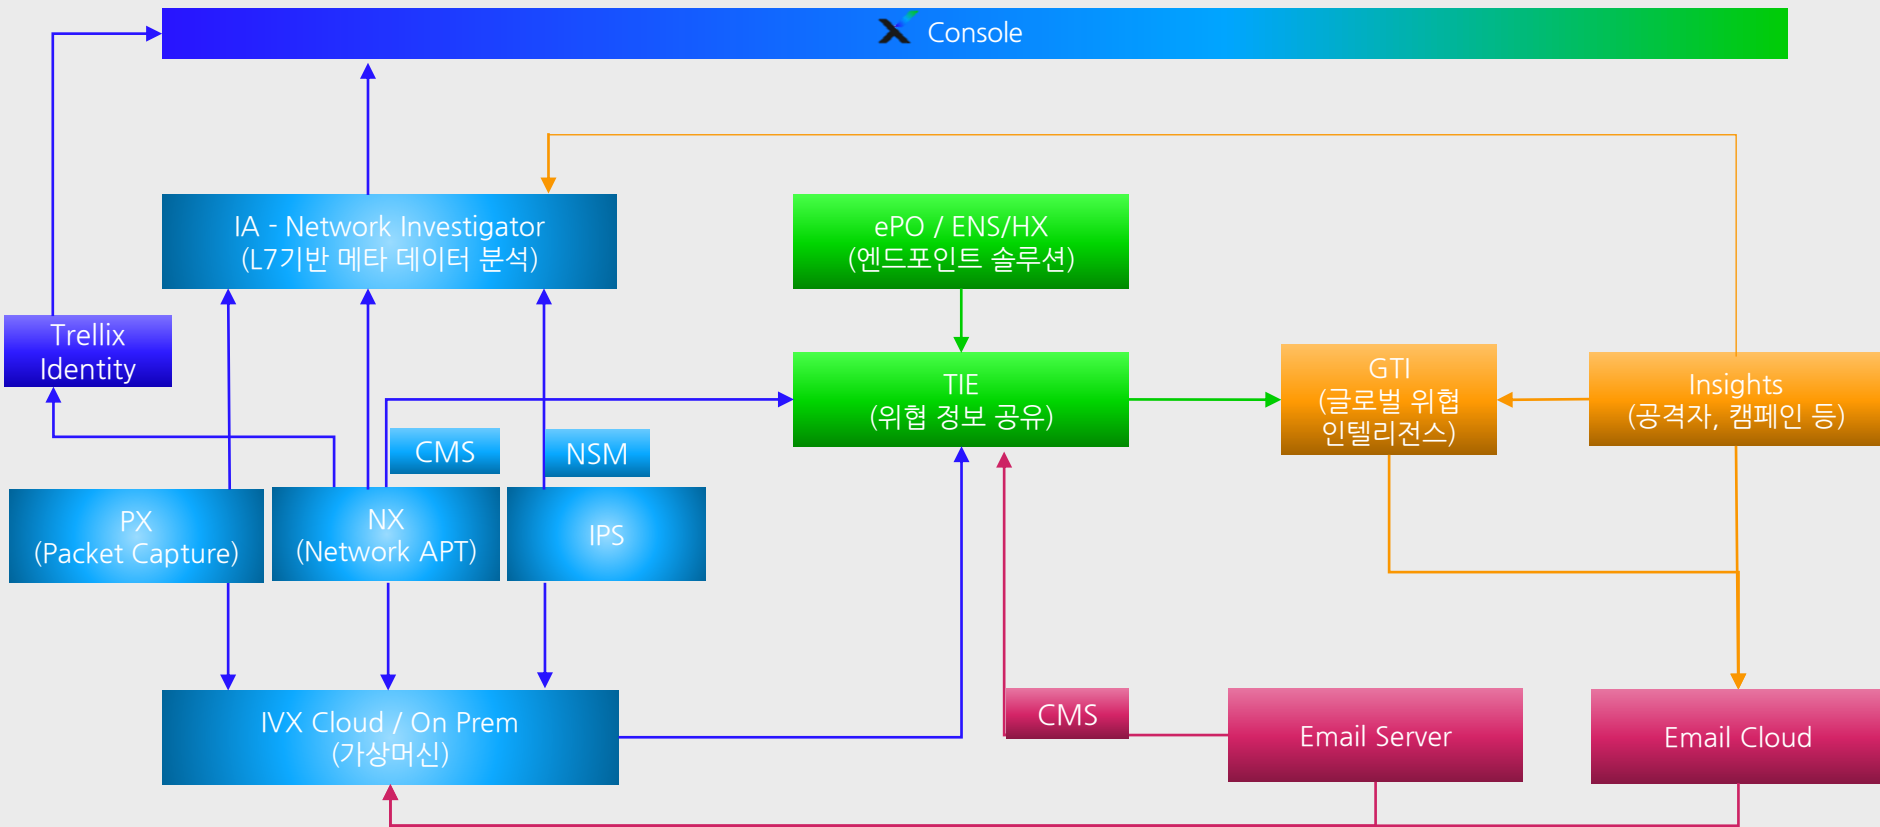 Console
IA - Network Investigator
(L7기반 메타 데이터 분석)
ePO / ENS/HX
(엔드포인트 솔루션)
Trellix
Identity
TIE
(위협 정보 공유)
GTI
(글로벌 위협
인텔리전스)
Insights
(공격자, 캠페인 등)
CMS
NSM
PX
(Packet Capture)
NX
(Network APT)
IPS
IVX Cloud / On Prem
(가상머신)
CMS
Email Server
Email Cloud